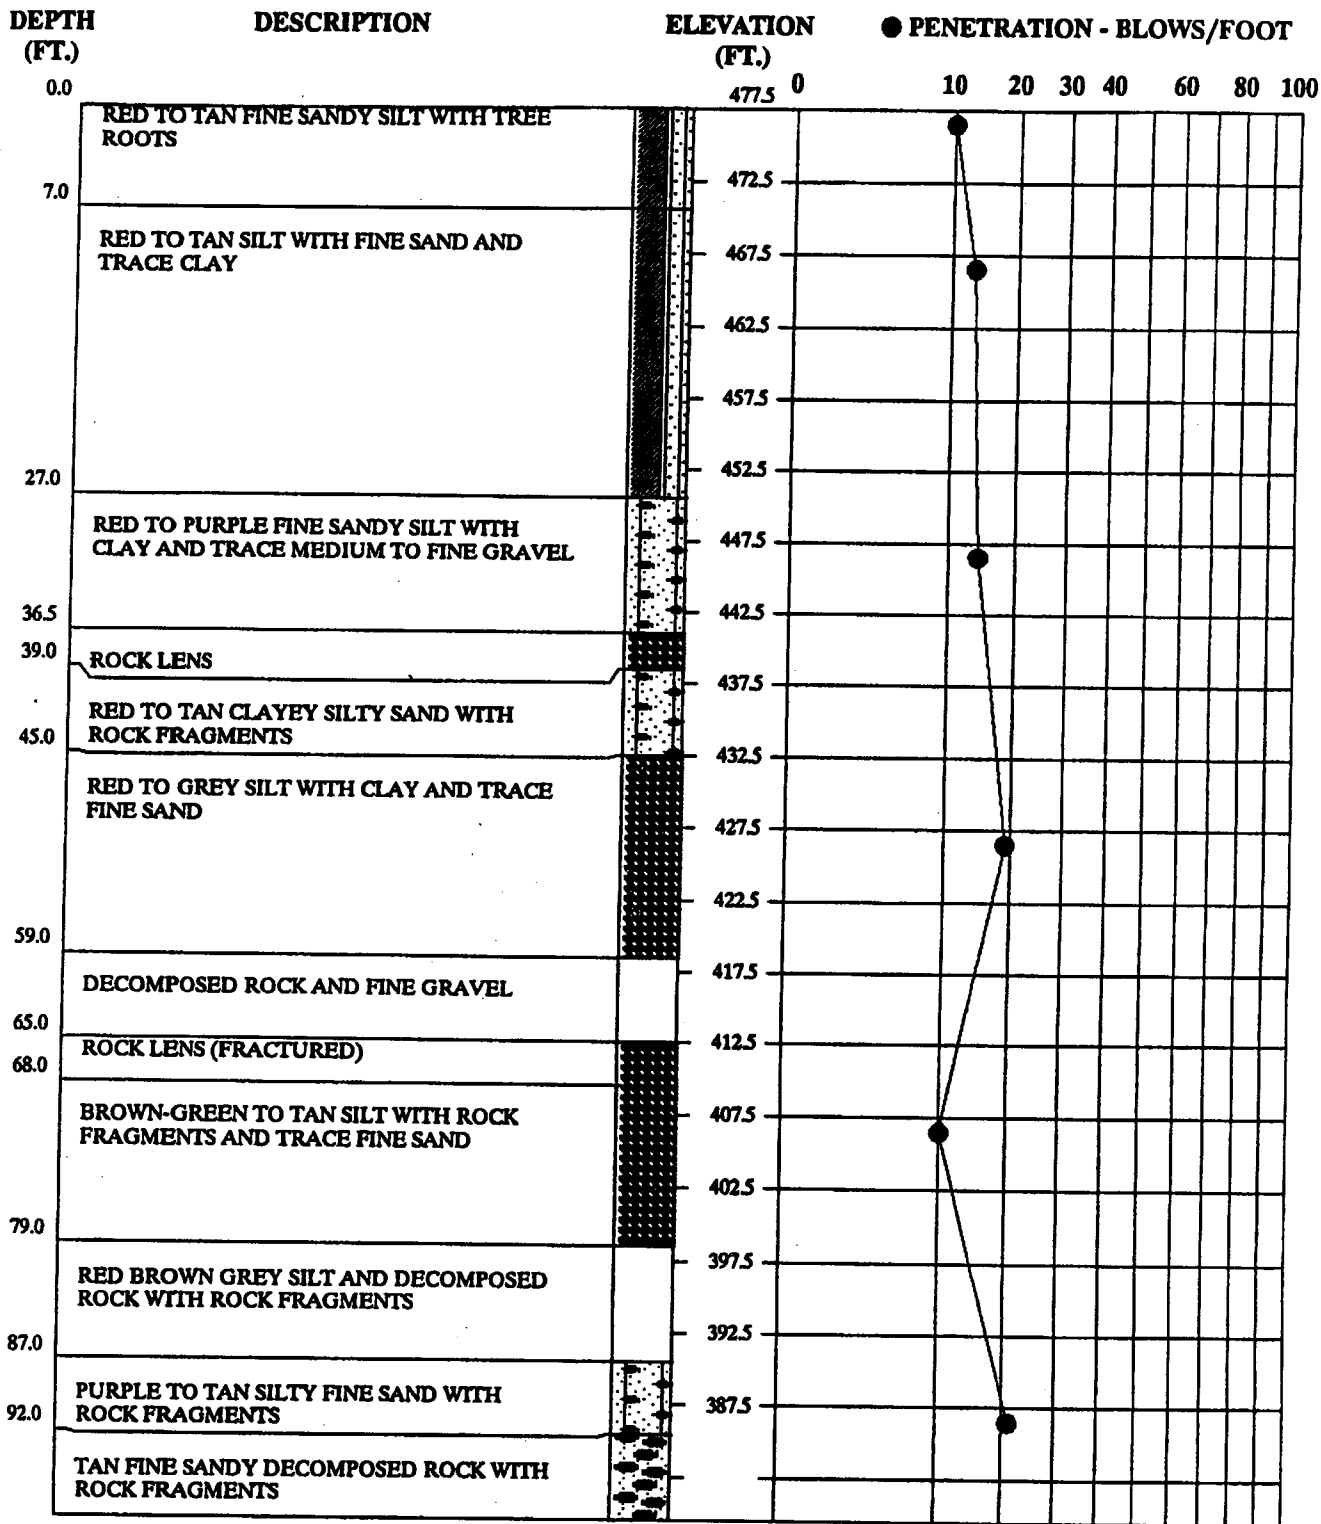 DEPTH DESCRIPTION ELEVATION ● PENETRATION - BLOWS/FOOT
(FT.) (FT.)
0.0 477.5 0 10 20 30 40 60 80 100
RED TO TAN FINE SANDY SILT WITH TREE
ROOTS
472.5
7.0
RED TO TAN SILT WITH FINE SAND AND
TRACE CLAY
467.5
462.5
457.5
452.5
27.0
RED TO PURPLE FINE SANDY SILT WITH
CLAY AND TRACE MEDIUM TO FINE GRAVEL
447.5
442.5
36.5
39.0
ROCK LENS
437.5
RED TO TAN CLAYEY SILTY SAND WITH
ROCK FRAGMENTS
45.0
432.5
RED TO GREY SILT WITH CLAY AND TRACE
FINE SAND
427.5
422.5
59.0
417.5
DECOMPOSED ROCK AND FINE GRAVEL
65.0
412.5
ROCK LENS (FRACTURED)
68.0
BROWN-GREEN TO TAN SILT WITH ROCK
FRAGMENTS AND TRACE FINE SAND
407.5
402.5
79.0
397.5
RED BROWN GREY SILT AND DECOMPOSED
ROCK WITH ROCK FRAGMENTS
392.5
87.0
PURPLE TO TAN SILTY FINE SAND WITH
ROCK FRAGMENTS
387.5
92.0
TAN FINE SANDY DECOMPOSED ROCK WITH
ROCK FRAGMENTS